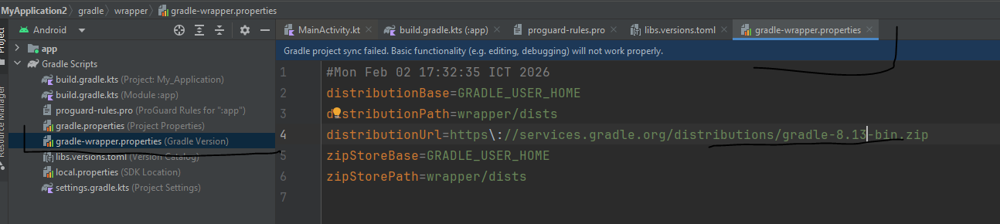 MyApplication2 gradle wrapper gradle-wrapper.properties
Project
Android
MainActivity.kt build.gradle.kts (:app) proguard-rules.pro libs.versions.toml gradle-wrapper.properties
app
Gradle project sync failed. Basic functionality (e.g. editing, debugging) will not work properly.
Gradle Scripts
build.gradle.kts (Project: My_Application)
build.gradle.kts (Module :app)
proguard-rules.pro (ProGuard Rules for ":app")
gradle.properties (Project Properties)
gradle-wrapper.properties (Gradle Version)
libs.versions.toml (Version Catalog)
local.properties (SDK Location)
settings.gradle.kts (Project Settings)
Resource Manager
1 #Mon Feb 02 17:32:35 ICT 2026
2 distributionBase=GRADLE_USER_HOME
3 distributionPath=wrapper/dists
4 distributionUrl=https\://services.gradle.org/distributions/gradle-8.13-bin.zip
5 zipStoreBase=GRADLE_USER_HOME
6 zipStorePath=wrapper/dists
7